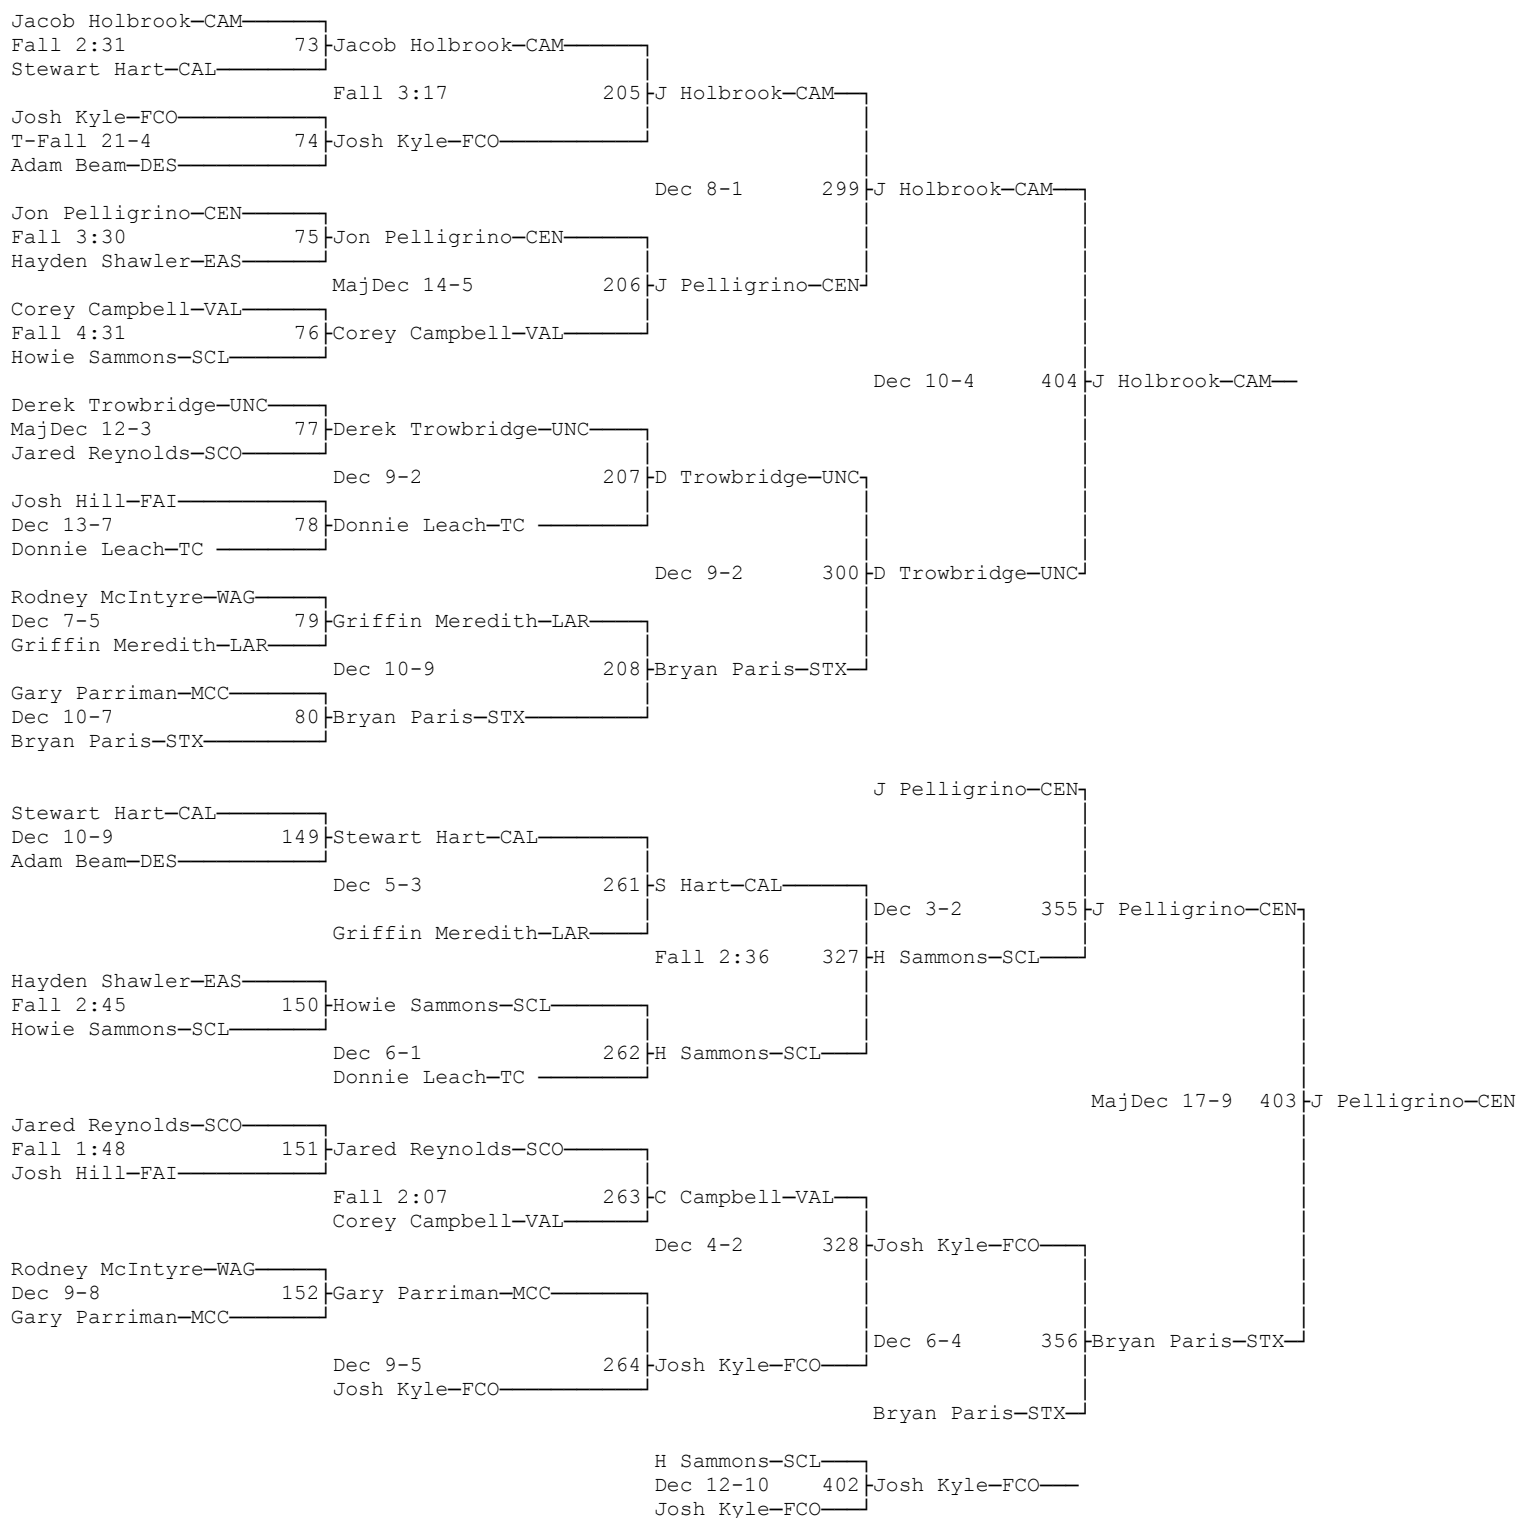 Jacob Holbrook—CAM
Fall 2:31 73 Jacob Holbrook—CAM
Stewart Hart—CAL
Fall 3:17 205 J Holbrook—CAM
Josh Kyle—FCO
T-Fall 21-4 74 Josh Kyle—FCO
Adam Beam—DES
Dec 8-1 299 J Holbrook—CAM
Jon Pelligrino—CEN
Fall 3:30 75 Jon Pelligrino—CEN
Hayden Shawler—EAS
MajDec 14-5 206 J Pelligrino—CEN
Corey Campbell—VAL
Fall 4:31 76 Corey Campbell—VAL
Howie Sammons—SCL
Dec 10-4 404 J Holbrook—CAM
Derek Trowbridge—UNC
MajDec 12-3 77 Derek Trowbridge—UNC
Jared Reynolds—SCO
Dec 9-2 207 D Trowbridge—UNC
Josh Hill—FAI
Dec 13-7 78 Donnie Leach—TC
Donnie Leach—TC
Dec 9-2 300 D Trowbridge—UNC
Rodney McIntyre—WAG
Dec 7-5 79 Griffin Meredith—LAR
Griffin Meredith—LAR
Dec 10-9 208 Bryan Paris—STX
Gary Parriman—MCC
Dec 10-7 80 Bryan Paris—STX
Bryan Paris—STX
J Pelligrino—CEN
Stewart Hart—CAL
Dec 10-9 149 Stewart Hart—CAL
Adam Beam—DES
Dec 5-3 261 S Hart—CAL
Dec 3-2 355 J Pelligrino—CEN
Griffin Meredith—LAR
Fall 2:36 327 H Sammons—SCL
Hayden Shawler—EAS
Fall 2:45 150 Howie Sammons—SCL
Howie Sammons—SCL
Dec 6-1 262 H Sammons—SCL
Donnie Leach—TC
MajDec 17-9 403 J Pelligrino—CEN
Jared Reynolds—SCO
Fall 1:48 151 Jared Reynolds—SCO
Josh Hill—FAI
Fall 2:07 263 C Campbell—VAL
Corey Campbell—VAL
Dec 4-2 328 Josh Kyle—FCO
Rodney McIntyre—WAG
Dec 9-8 152 Gary Parriman—MCC
Gary Parriman—MCC
Dec 6-4 356 Bryan Paris—STX
Dec 9-5 264 Josh Kyle—FCO
Josh Kyle—FCO
Bryan Paris—STX
H Sammons—SCL
Dec 12-10 402 Josh Kyle—FCO
Josh Kyle—FCO